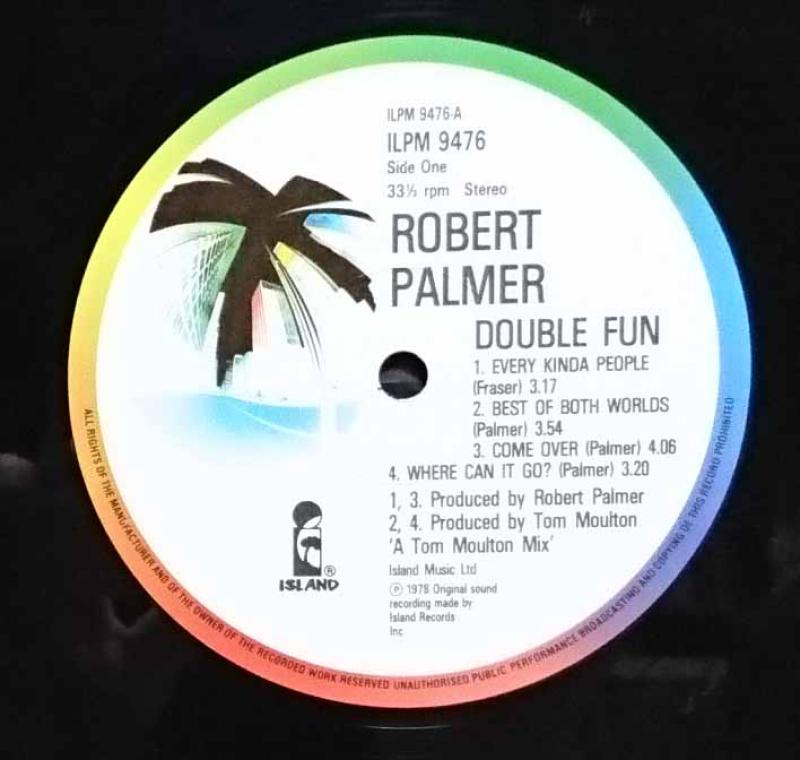 ILPM 9476-A
ILPM 9476
Side One
33⅓ rpm Stereo
ROBERT
PALMER
DOUBLE FUN
1. EVERY KINDA PEOPLE
(Fraser) 3.17
2. BEST OF BOTH WORLDS
(Palmer) 3.54
3. COME OVER (Palmer) 4.06
4. WHERE CAN IT GO? (Palmer) 3.20
1, 3. Produced by Robert Palmer
2, 4. Produced by Tom Moulton
'A Tom Moulton Mix'
Island Music Ltd
℗ 1978 Original sound
recording made by
Island Records
Inc
®
ISLAND
ALL RIGHTS OF THE MANUFACTURER AND OF THE OWNER OF THE RECORDED WORK RESERVED UNAUTHORISED PUBLIC PERFORMANCE BROADCASTING AND COPYING OF THIS RECORD PROHIBITED